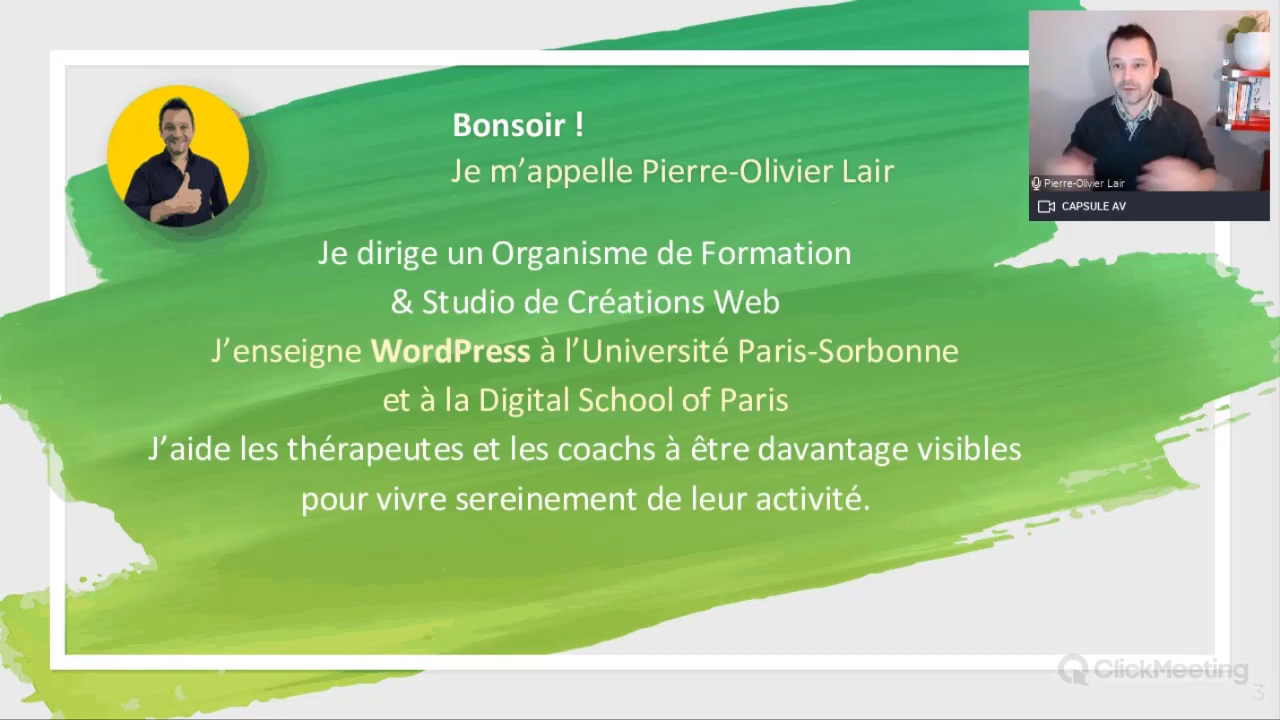 Bonsoir !
Je m’appelle Pierre-Olivier Lair
Je dirige un Organisme de Formation
& Studio de Créations Web
J’enseigne WordPress à l’Université Paris-Sorbonne
et à la Digital School of Paris
J’aide les thérapeutes et les coachs à être davantage visibles
pour vivre sereinement de leur activité.
Pierre-Olivier Lair
CAPSULE AV
ClickMeeting
3